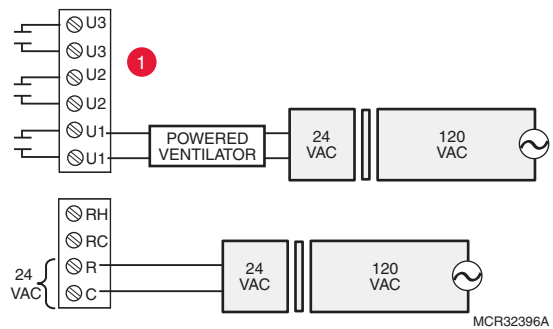 U3
U3
1
U2
U2
U1
U1
POWERED
VENTILATOR
24
VAC
120
VAC
RH
RC
R
C
24
VAC
24
VAC
120
VAC
MCR32396A